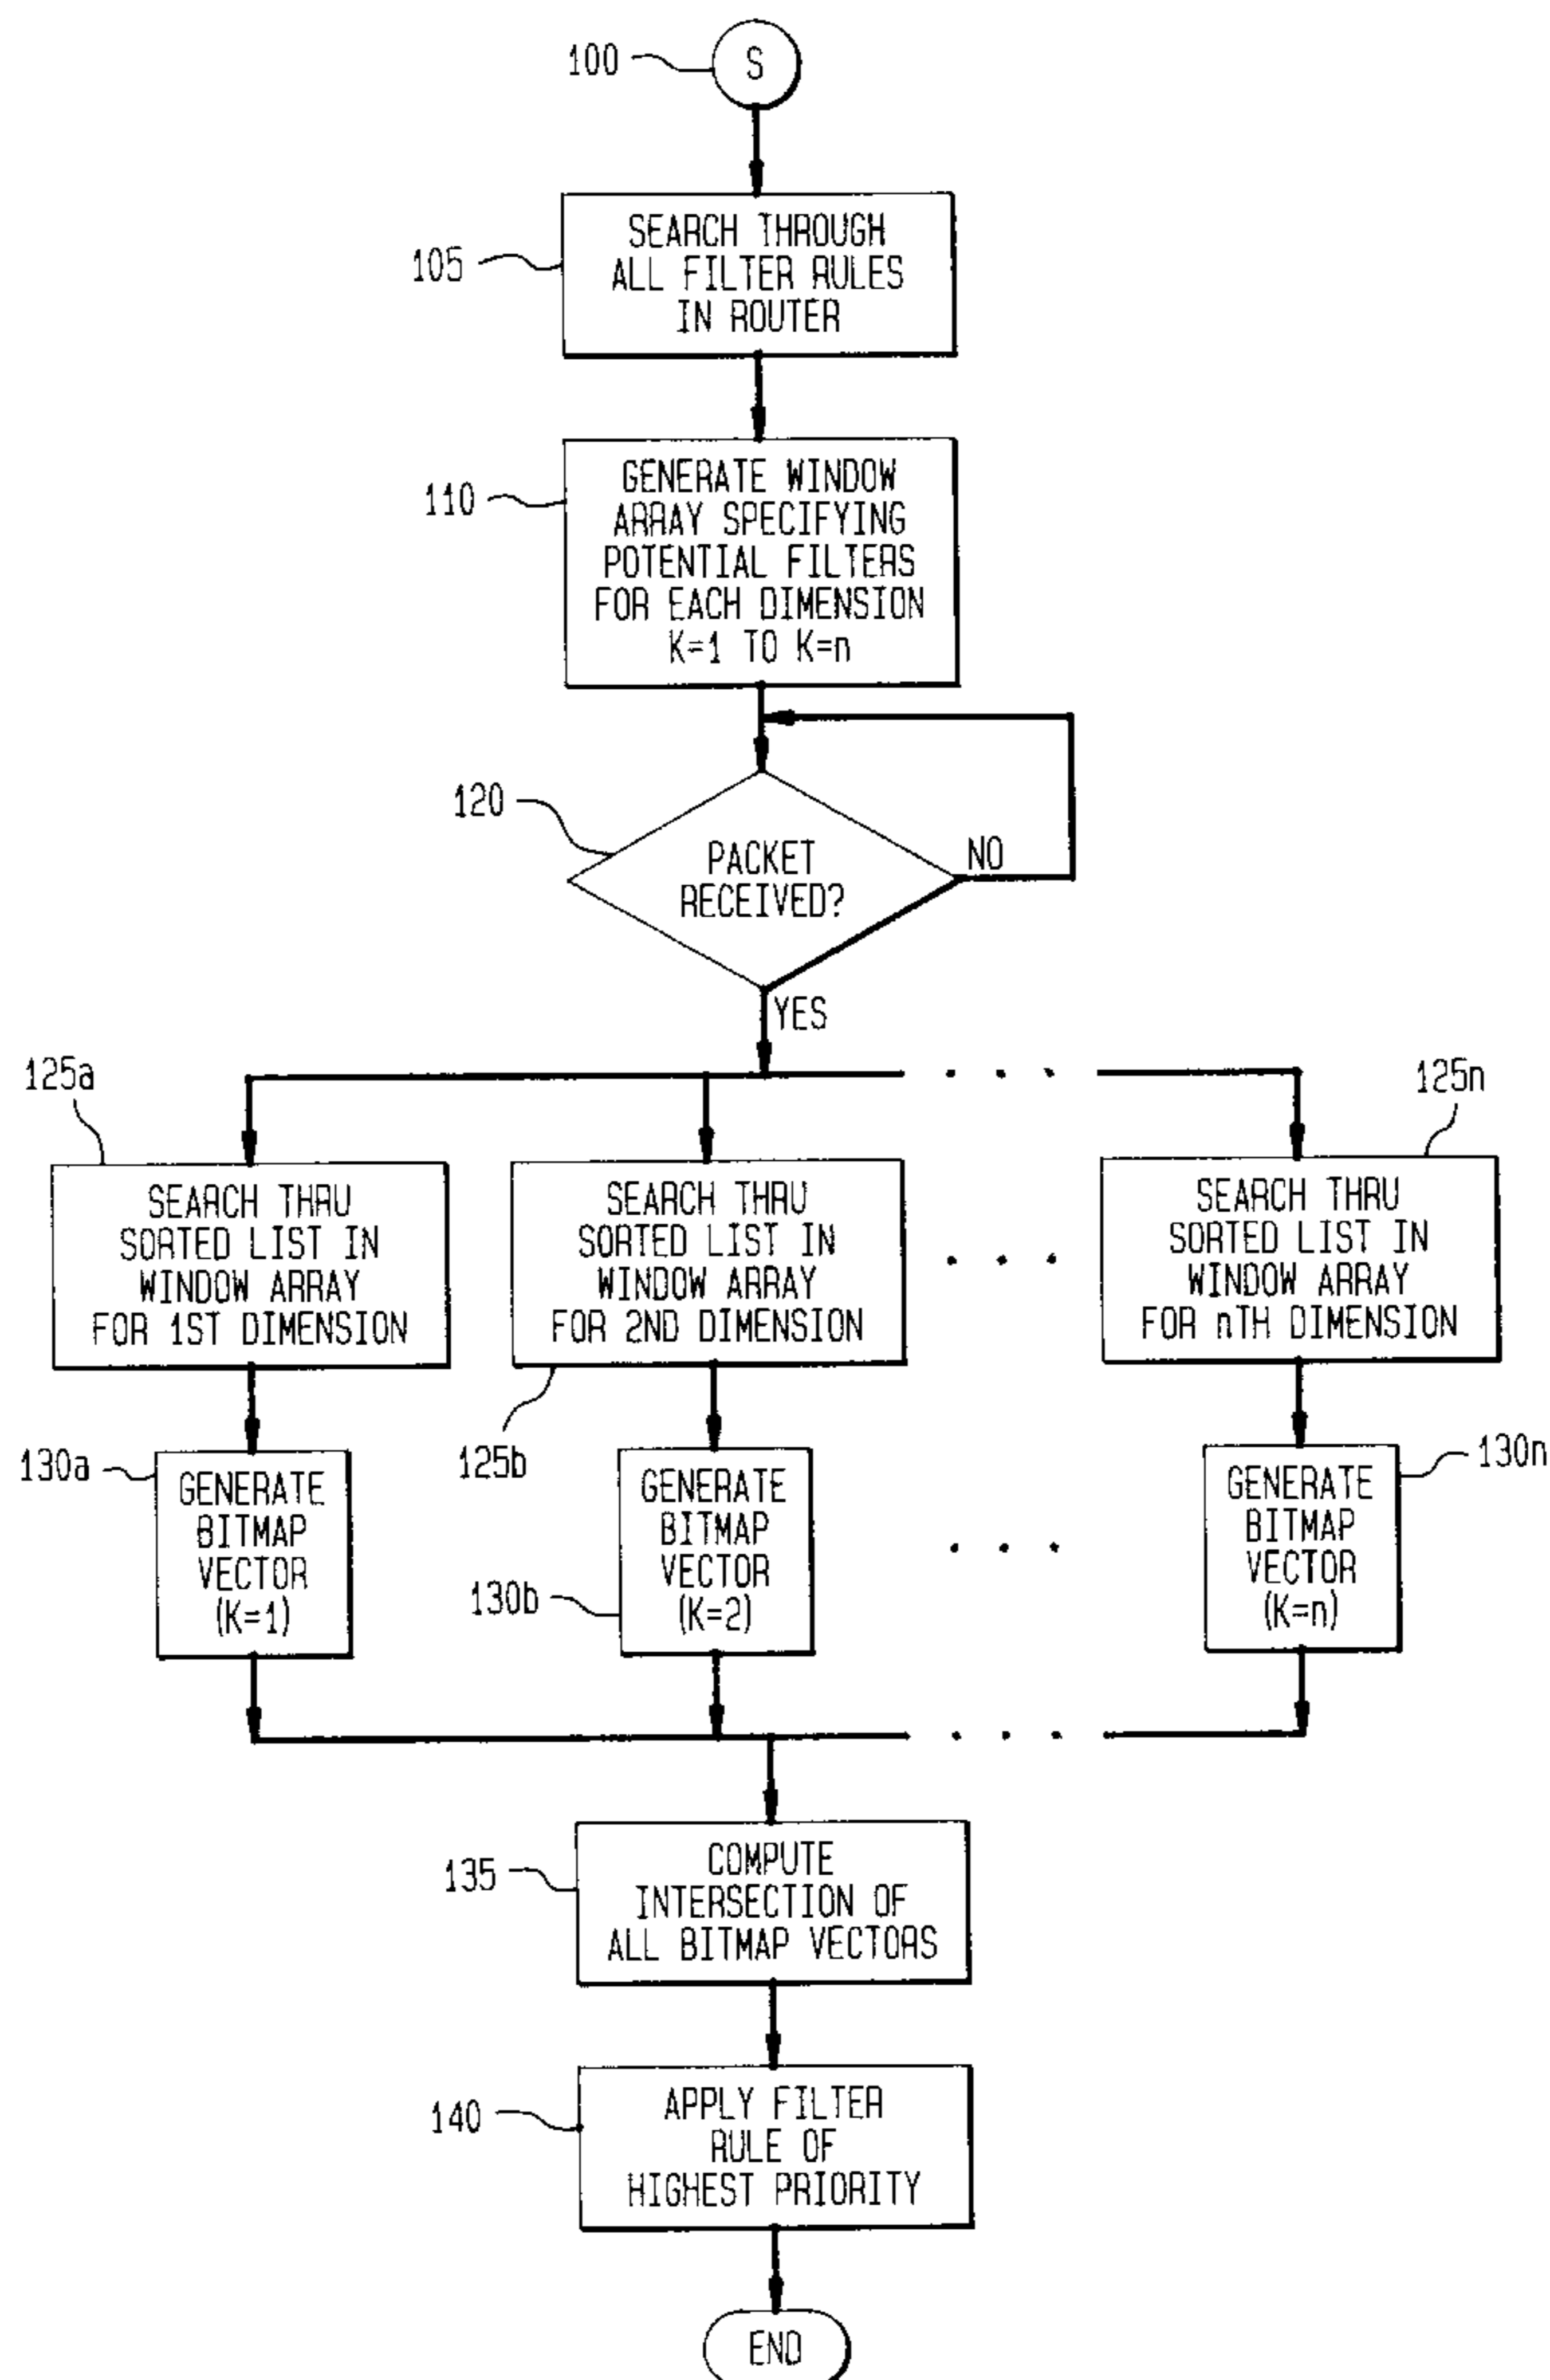 100
S
105
SEARCH THROUGH
ALL FILTER RULES
IN ROUTER
110
GENERATE WINDOW
ARRAY SPECIFYING
POTENTIAL FILTERS
FOR EACH DIMENSION
K=1 TO K=n
120
PACKET
RECEIVED?
NO
YES
125a
SEARCH THRU
SORTED LIST IN
WINDOW ARRAY
FOR 1ST DIMENSION
SEARCH THRU
SORTED LIST IN
WINDOW ARRAY
FOR 2ND DIMENSION
125b
. . .
125n
SEARCH THRU
SORTED LIST IN
WINDOW ARRAY
FOR nTH DIMENSION
130a
GENERATE
BITMAP
VECTOR
(K=1)
130b
GENERATE
BITMAP
VECTOR
(K=2)
. . .
130n
GENERATE
BITMAP
VECTOR
(K=n)
135
COMPUTE
INTERSECTION OF
ALL BITMAP VECTORS
140
APPLY FILTER
RULE OF
HIGHEST PRIORITY
END